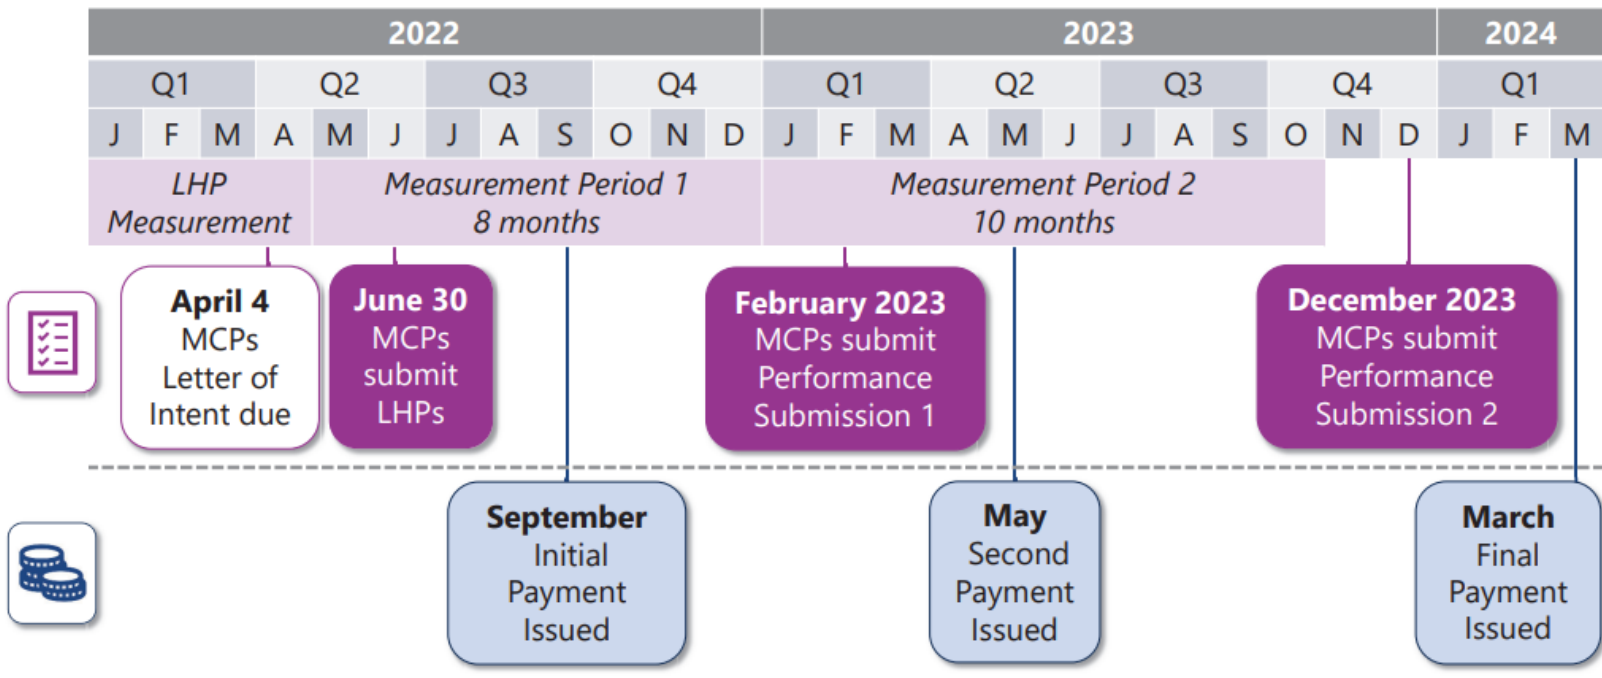 2022 2023 2024
Q1 Q2 Q3 Q4 Q1 Q2 Q3 Q4 Q1
J F M A M J J A S O N D J F M A M J J A S O N D J F M
LHP
Measurement
Measurement Period 1
8 months
Measurement Period 2
10 months
April 4
MCPs
Letter of
Intent due
June 30
MCPs
submit
LHPs
February 2023
MCPs submit
Performance
Submission 1
December 2023
MCPs submit
Performance
Submission 2
September
Initial
Payment
Issued
May
Second
Payment
Issued
March
Final
Payment
Issued